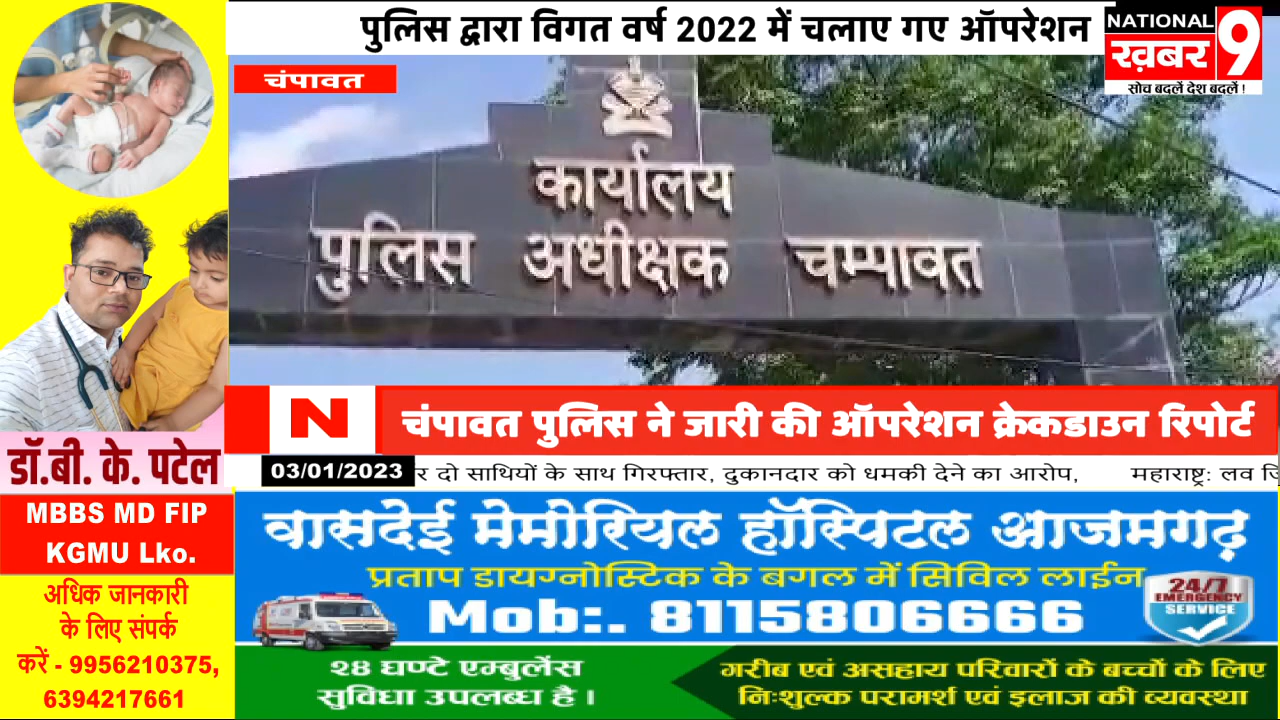 पुलिस द्वारा विगत वर्ष 2022 में चलाए गए ऑपरेशन
NATIONAL
ख़बर 9
सोच बदलें देश बदलें !
चंपावत
कार्यालय
पुलिस अधीक्षक चम्पावत
N
चंपावत पुलिस ने जारी की ऑपरेशन क्रेकडाउन रिपोर्ट
03/01/2023 र दो साथियों के साथ गिरफ्तार, दुकानदार को धमकी देने का आरोप, महाराष्ट्र: लव
डॉ.बी. के. पटेल
MBBS MD FIP
KGMU Lko.
अधिक जानकारी
के लिए संपर्क
करें - 9956210375,
6394217661
वासदेई मेमोरियल हॉस्पिटल आजमगढ़
प्रताप डायग्नोस्टिक के बगल में सिविल लाईन
Mob:. 8115806666
24/7
EMERGENCY
SERVICE
२४ घण्टे एम्बुलेंस
सुविधा उपलब्ध है ।
गरीब एवं असहाय परिवारों के बच्चों के लिए
निःशुल्क परामर्श एवं इलाज की व्यवस्था